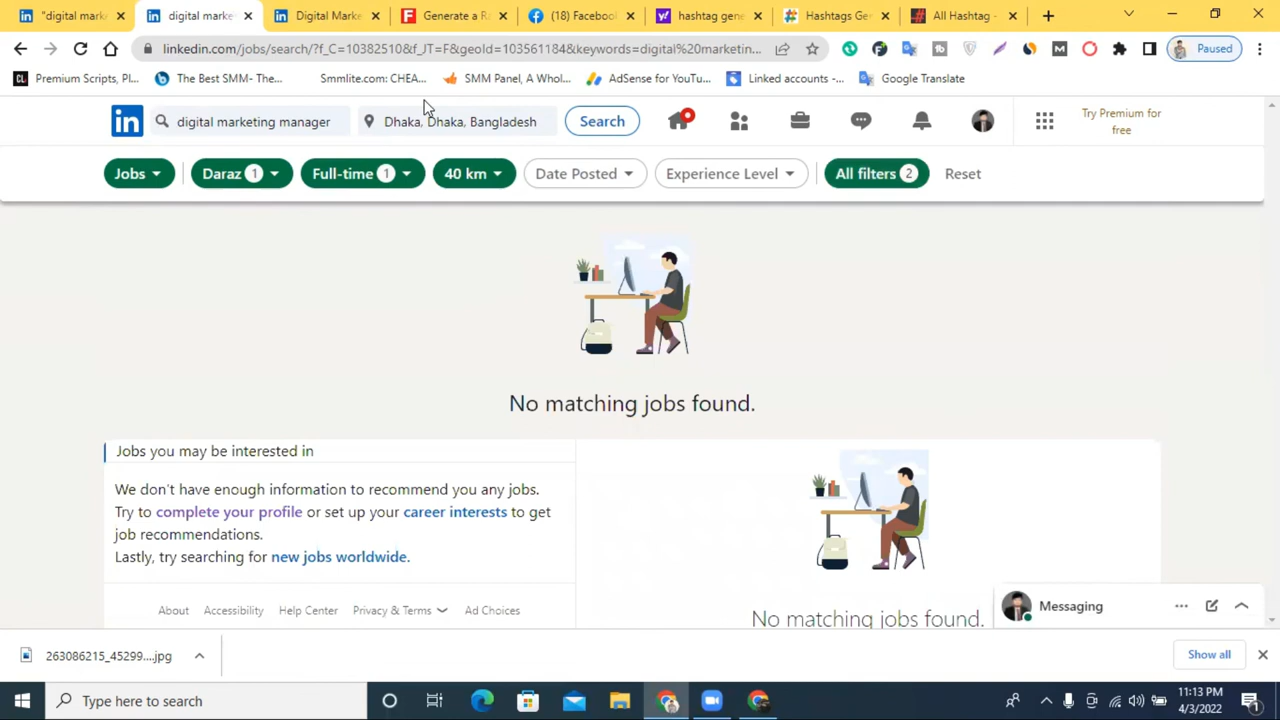 "digital mark
digital marke
Digital Marke
Generate a Ra
(18) Facebook
hashtag gene
Hashtags Gen
All Hashtag -
linkedin.com/jobs/search/?f_C=10382510&f_JT=F&geoId=103561184&keywords=digital%20marketin...
Paused
Premium Scripts, Pl...
The Best SMM- The...
Smmlite.com: CHEA...
SMM Panel, A Whol...
AdSense for YouTu...
Linked accounts -...
Google Translate
in
digital marketing manager
Dhaka, Dhaka, Bangladesh
Search
Try Premium for
free
Jobs
Daraz 1
Full-time 1
40 km
Date Posted
Experience Level
All filters 2
Reset
No matching jobs found.
Jobs you may be interested in
We don't have enough information to recommend you any jobs.
Try to complete your profile or set up your career interests to get
job recommendations.
Lastly, try searching for new jobs worldwide.
No matching jobs found.
About
Accessibility
Help Center
Privacy & Terms
Ad Choices
Messaging
263086215_45299....jpg
Show all
Type here to search
11:13 PM
4/3/2022
1